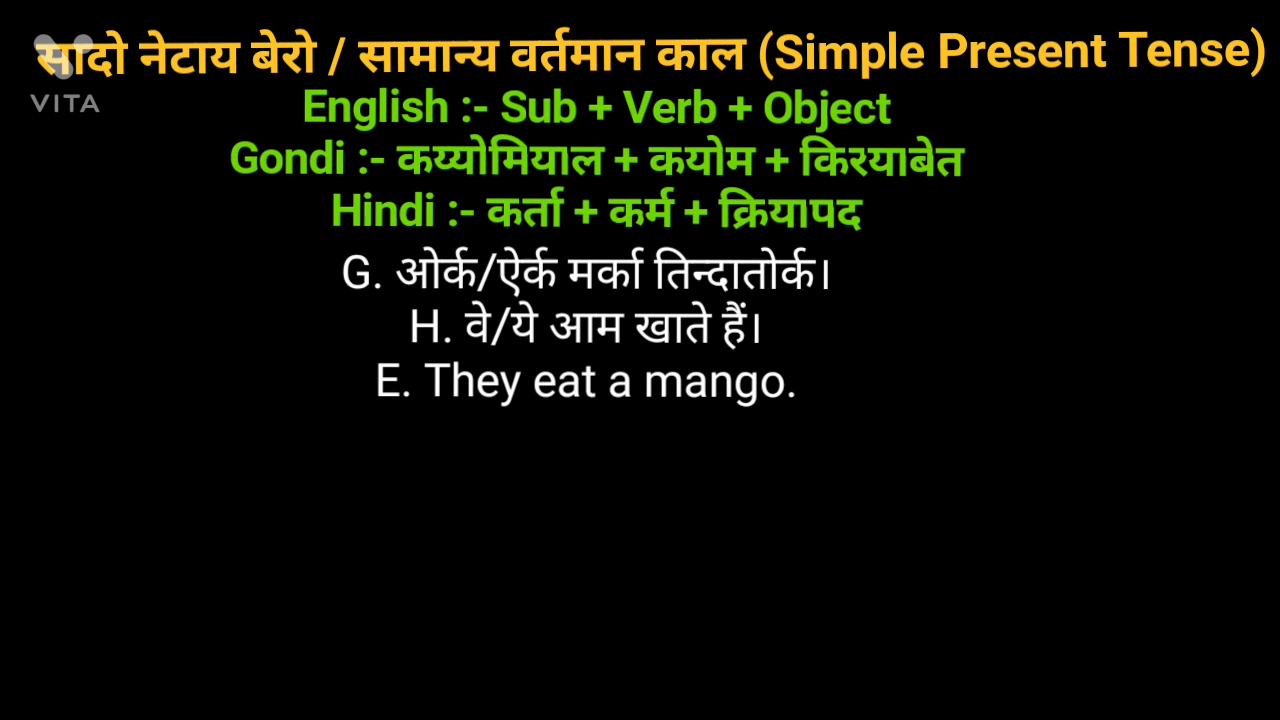 सादो नेटाय बेरो / सामान्य वर्तमान काल (Simple Present Tense)
VITA
English :- Sub + Verb + Object
Gondi :- कय्योमियाल + कयोम + किरयाबेत
Hindi :- कर्ता + कर्म + क्रियापद
G. ओर्क/ऐर्क मर्का तिन्दातोर्क।
H. वे/ये आम खाते हैं।
E. They eat a mango.